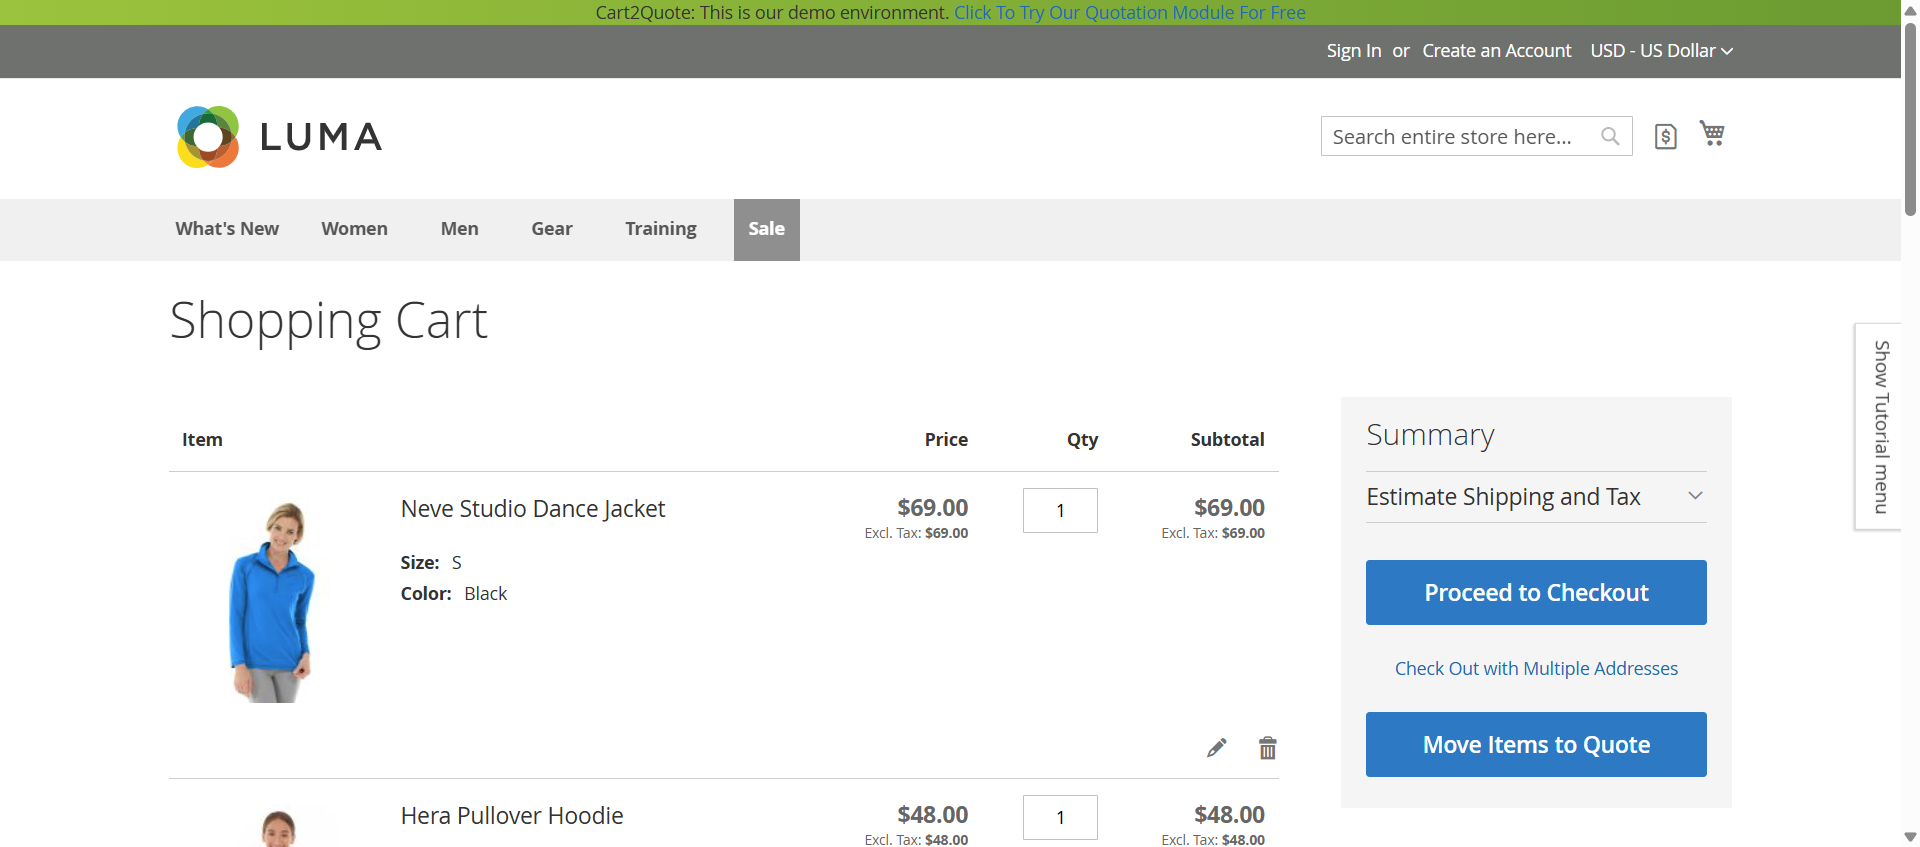 Cart2Quote: This is our demo environment. Click To Try Our Quotation Module For Free
Sign In or Create an Account USD - US Dollar
LUMA
Search entire store here...
$
What's New Women Men Gear Training Sale
Shopping Cart
Show Tutorial menu
Item Price Qty Subtotal
Neve Studio Dance Jacket $69.00 1 $69.00
Excl. Tax: $69.00 Excl. Tax: $69.00
Size: S
Color: Black
Hera Pullover Hoodie $48.00 1 $48.00
Excl. Tax: $48.00 Excl. Tax: $48.00
Summary
Estimate Shipping and Tax
Proceed to Checkout
Check Out with Multiple Addresses
Move Items to Quote